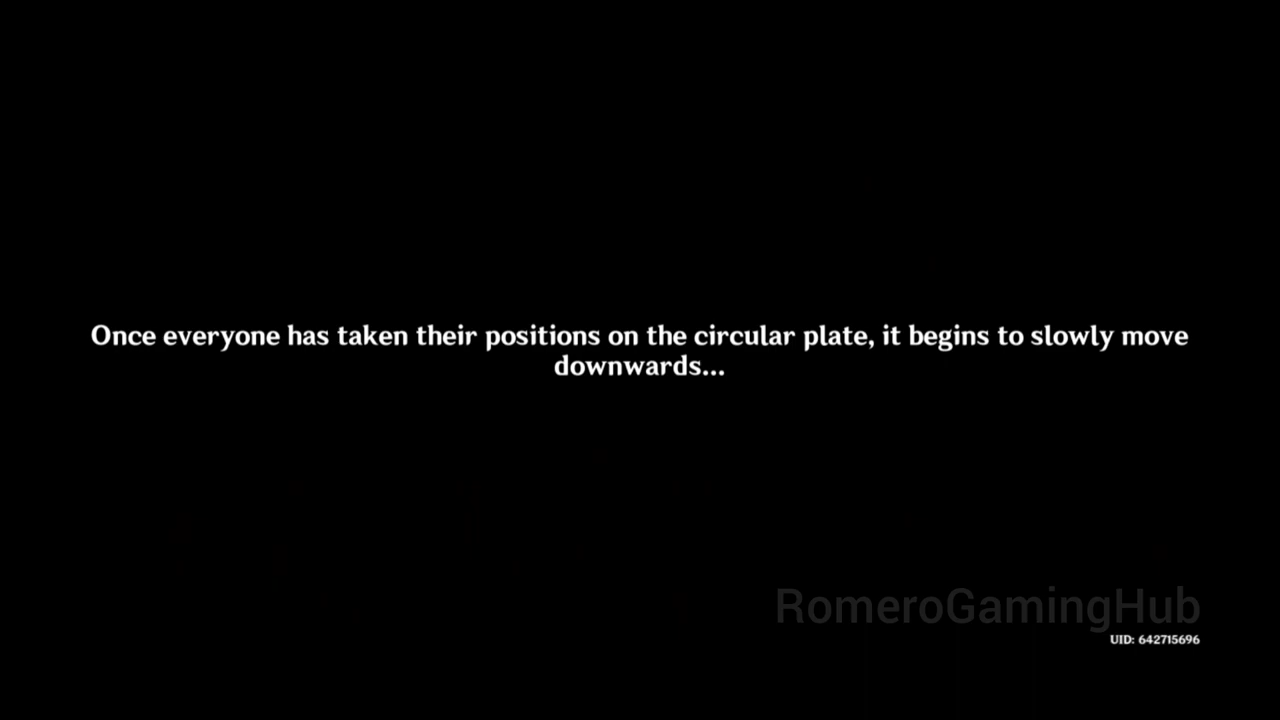 Once everyone has taken their positions on the circular plate, it begins to slowly move
downwards...
RomeroGamingHub
UID: 642715696